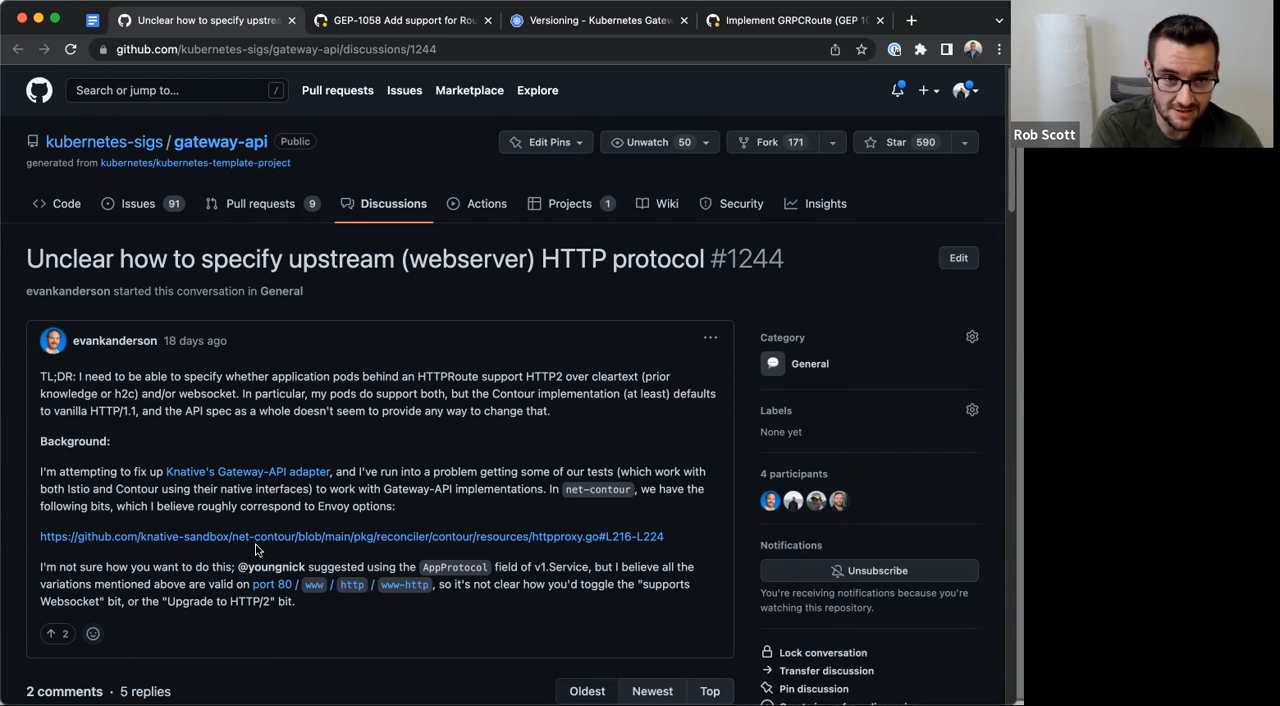 Unclear how to specify upstrea
GEP-1058 Add support for Rou
Versioning - Kubernetes Gatew
Implement GRPCRoute (GEP 10
github.com/kubernetes-sigs/gateway-api/discussions/1244
Rob Scott
Search or jump to...
/
Pull requests
Issues
Marketplace
Explore
kubernetes-sigs / gateway-api
Public
Edit Pins
Unwatch 50
Fork 171
Star 590
generated from kubernetes/kubernetes-template-project
Code
Issues 91
Pull requests 9
Discussions
Actions
Projects 1
Wiki
Security
Insights
Unclear how to specify upstream (webserver) HTTP protocol #1244
Edit
evankanderson started this conversation in General
evankanderson 18 days ago
TL;DR: I need to be able to specify whether application pods behind an HTTPRoute support HTTP2 over cleartext (prior
knowledge or h2c) and/or websocket. In particular, my pods do support both, but the Contour implementation (at least) defaults
to vanilla HTTP/1.1, and the API spec as a whole doesn't seem to provide any way to change that.
Background:
I'm attempting to fix up Knative's Gateway-API adapter, and I've run into a problem getting some of our tests (which work with
both Istio and Contour using their native interfaces) to work with Gateway-API implementations. In net-contour, we have the
following bits, which I believe roughly correspond to Envoy options:
https://github.com/knative-sandbox/net-contour/blob/main/pkg/reconciler/contour/resources/httpproxy.go#L216-L224
I'm not sure how you want to do this; @youngnick suggested using the AppProtocol field of v1.Service, but I believe all the
variations mentioned above are valid on port 80 / www / http / www-http, so it's not clear how you'd toggle the "supports
Websocket" bit, or the "Upgrade to HTTP/2" bit.
2
2 comments · 5 replies
Oldest
Newest
Top
Category
General
Labels
None yet
4 participants
Notifications
Unsubscribe
You're receiving notifications because you're
watching this repository.
Lock conversation
Transfer discussion
Pin discussion